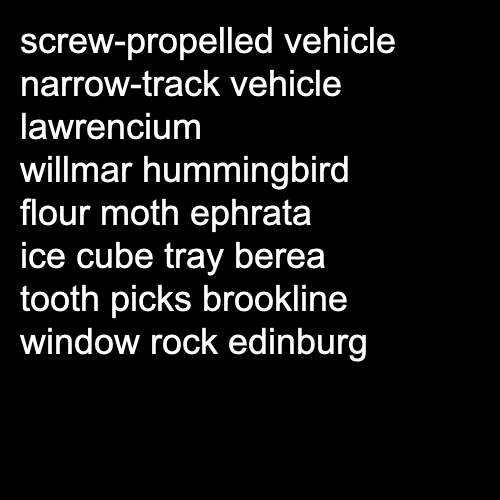 screw-propelled vehicle
narrow-track vehicle
lawrencium
willmar hummingbird
flour moth ephrata
ice cube tray berea
tooth picks brookline
window rock edinburg